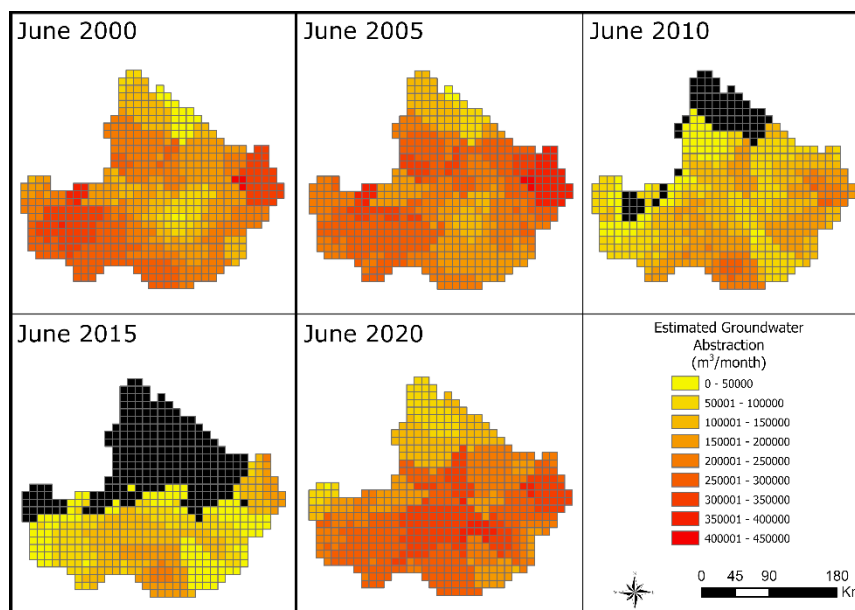 June 2000
June 2005
June 2010
June 2015
June 2020
Estimated Groundwater
Abstraction
(m³/month)
0 - 50000
50001 - 100000
100001 - 150000
150001 - 200000
200001 - 250000
250001 - 300000
300001 - 350000
350001 - 400000
400001 - 450000
0 45 90 180
Km